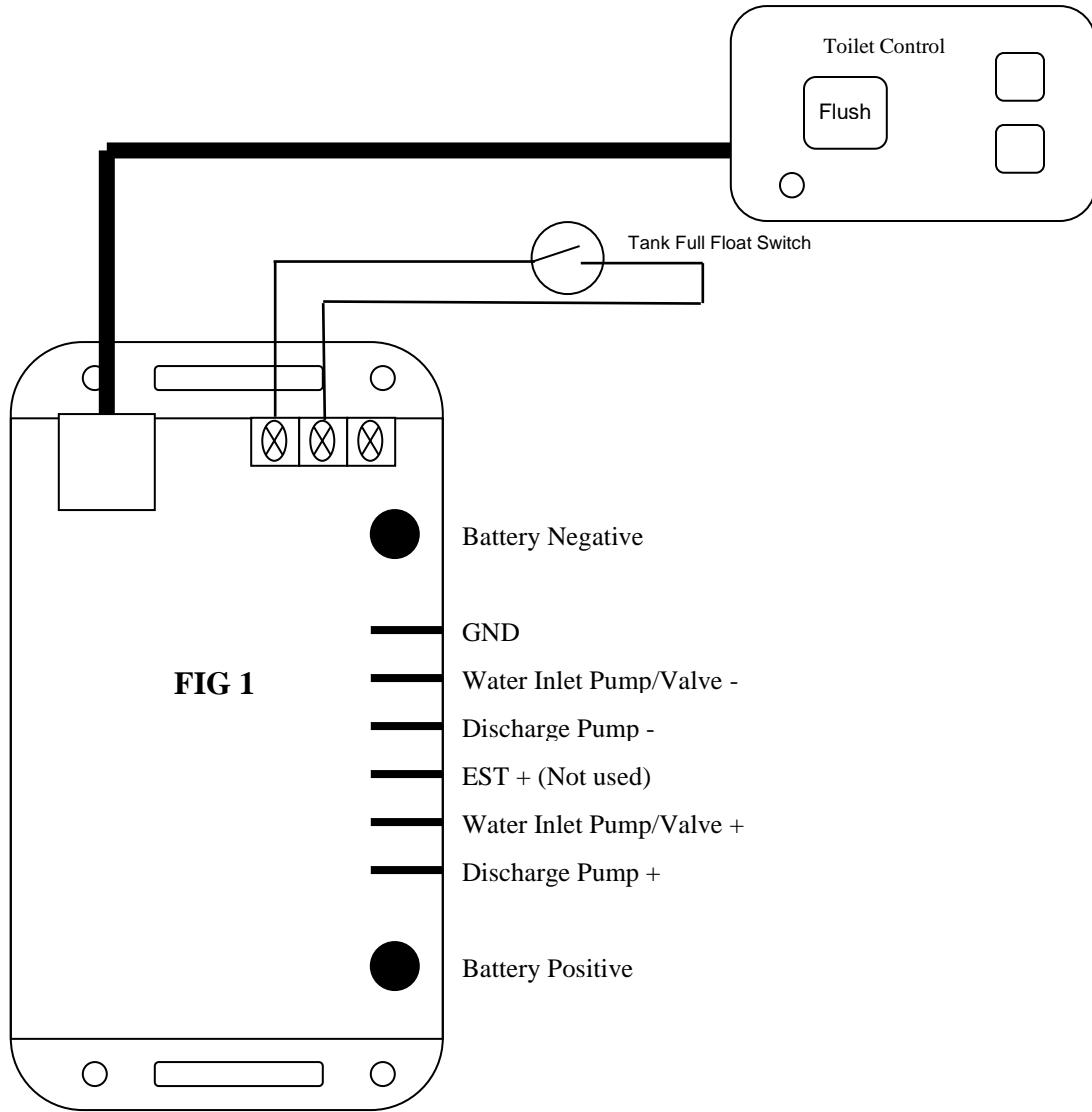 Toilet Control
Flush
Tank Full Float Switch
Battery Negative
GND
FIG 1
Water Inlet Pump/Valve -
Discharge Pump -
EST + (Not used)
Water Inlet Pump/Valve +
Discharge Pump +
Battery Positive